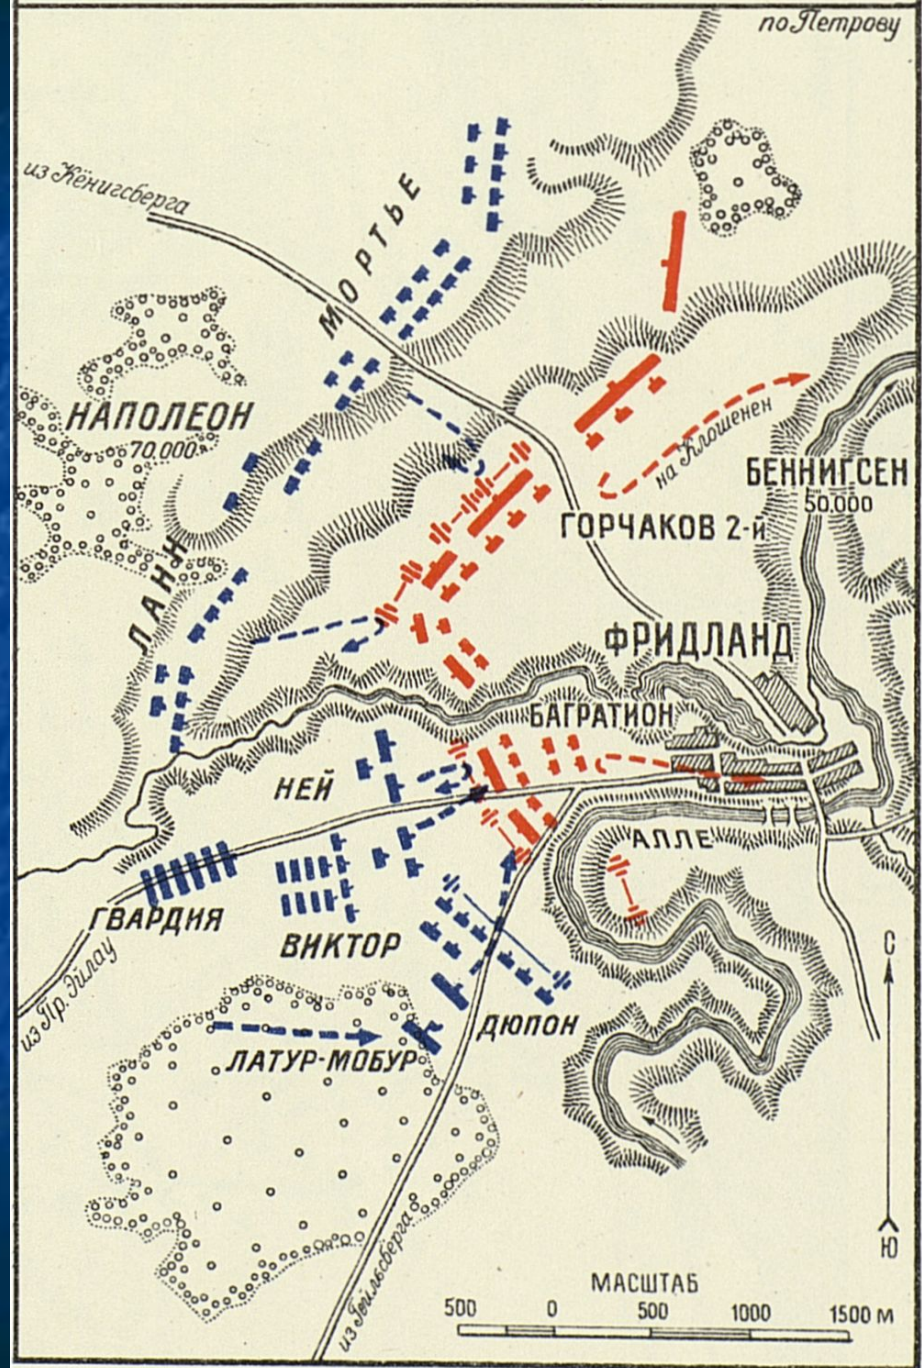 по Петрову
из Кёнигсберга
МОРТЬЕ
НАПОЛЕОН
70.000
на Клошенен
БЕННИГСЕН
50.000
ГОРЧАКОВ 2-й
ЛАНН
ФРИДЛАНД
БАГРАТИОН
НЕЙ
АЛЛЕ
ГВАРДИЯ
ВИКТОР
из Пр. Эйлау
С
ДЮПОН
ЛАТУР-МОБУР
Ю
из Гейльсберга
МАСШТАБ
500 0 500 1000 1500 м